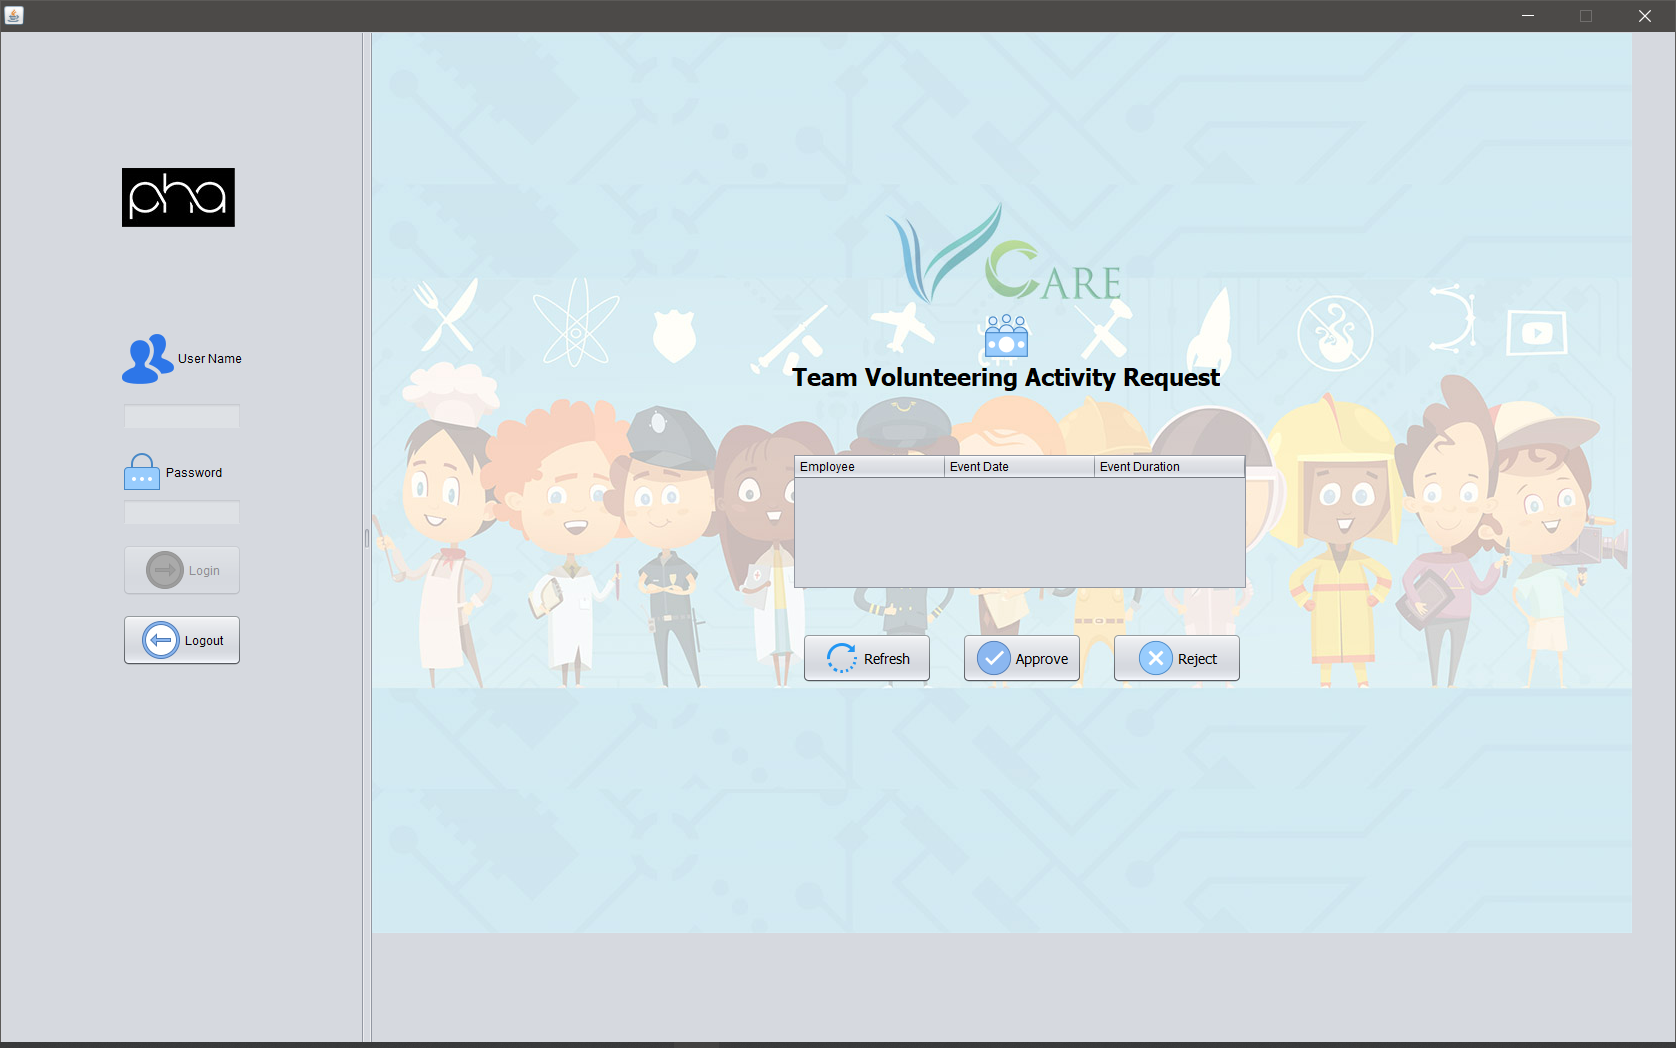 pha
User Name
Password
Login
Logout
V CARE
Team Volunteering Activity Request
Employee Event Date Event Duration
Refresh Approve Reject